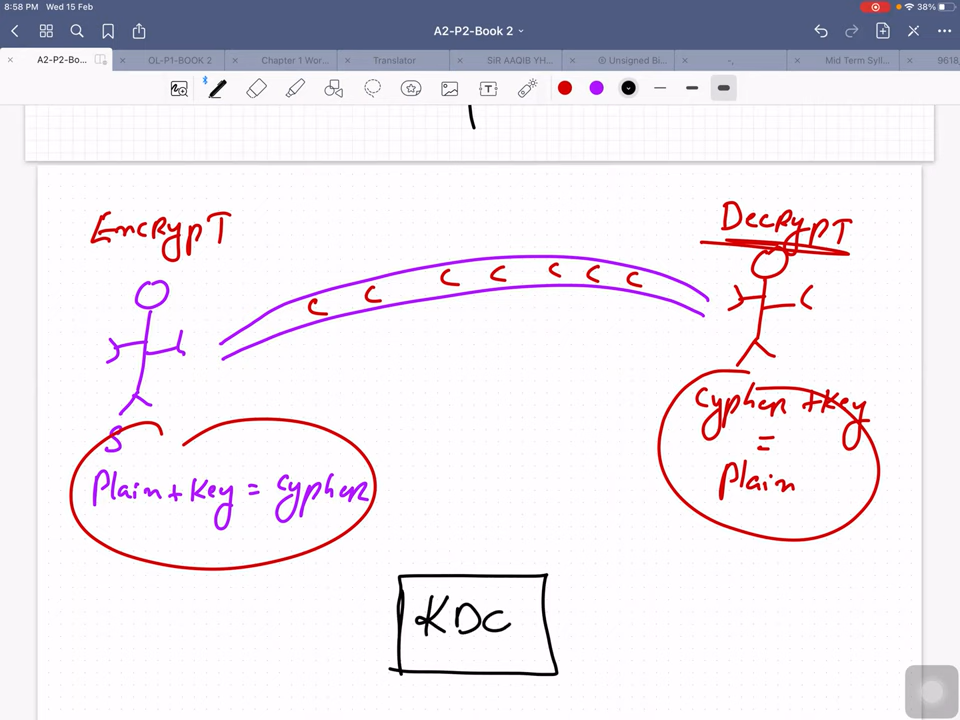 8:58 PM Wed 15 Feb
38%
A2-P2-Book 2
A2-P2-Bo...
OL-P1-BOOK 2
Chapter 1 Wor...
Translator
SiR AAQIB YH...
Unsigned Bi...
Mid Term Syll...
9618
T
EncrypT
DecrypT
C C C C C C C
S
Plain + Key = Cypher
Cypher + Key
=
Plain
KDC